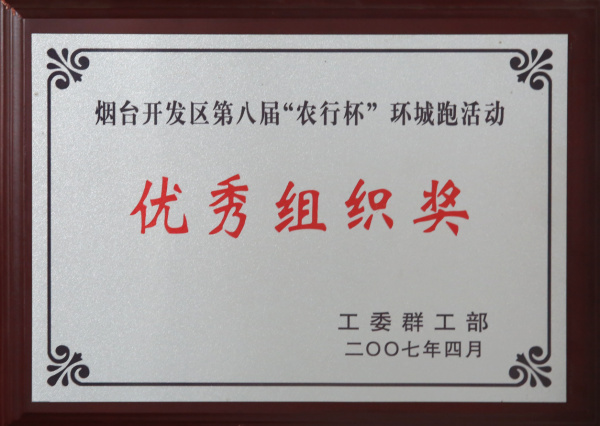 烟台开发区第八届“农行杯”环城跑活动
优秀组织奖
工委群工部
二〇〇七年四月